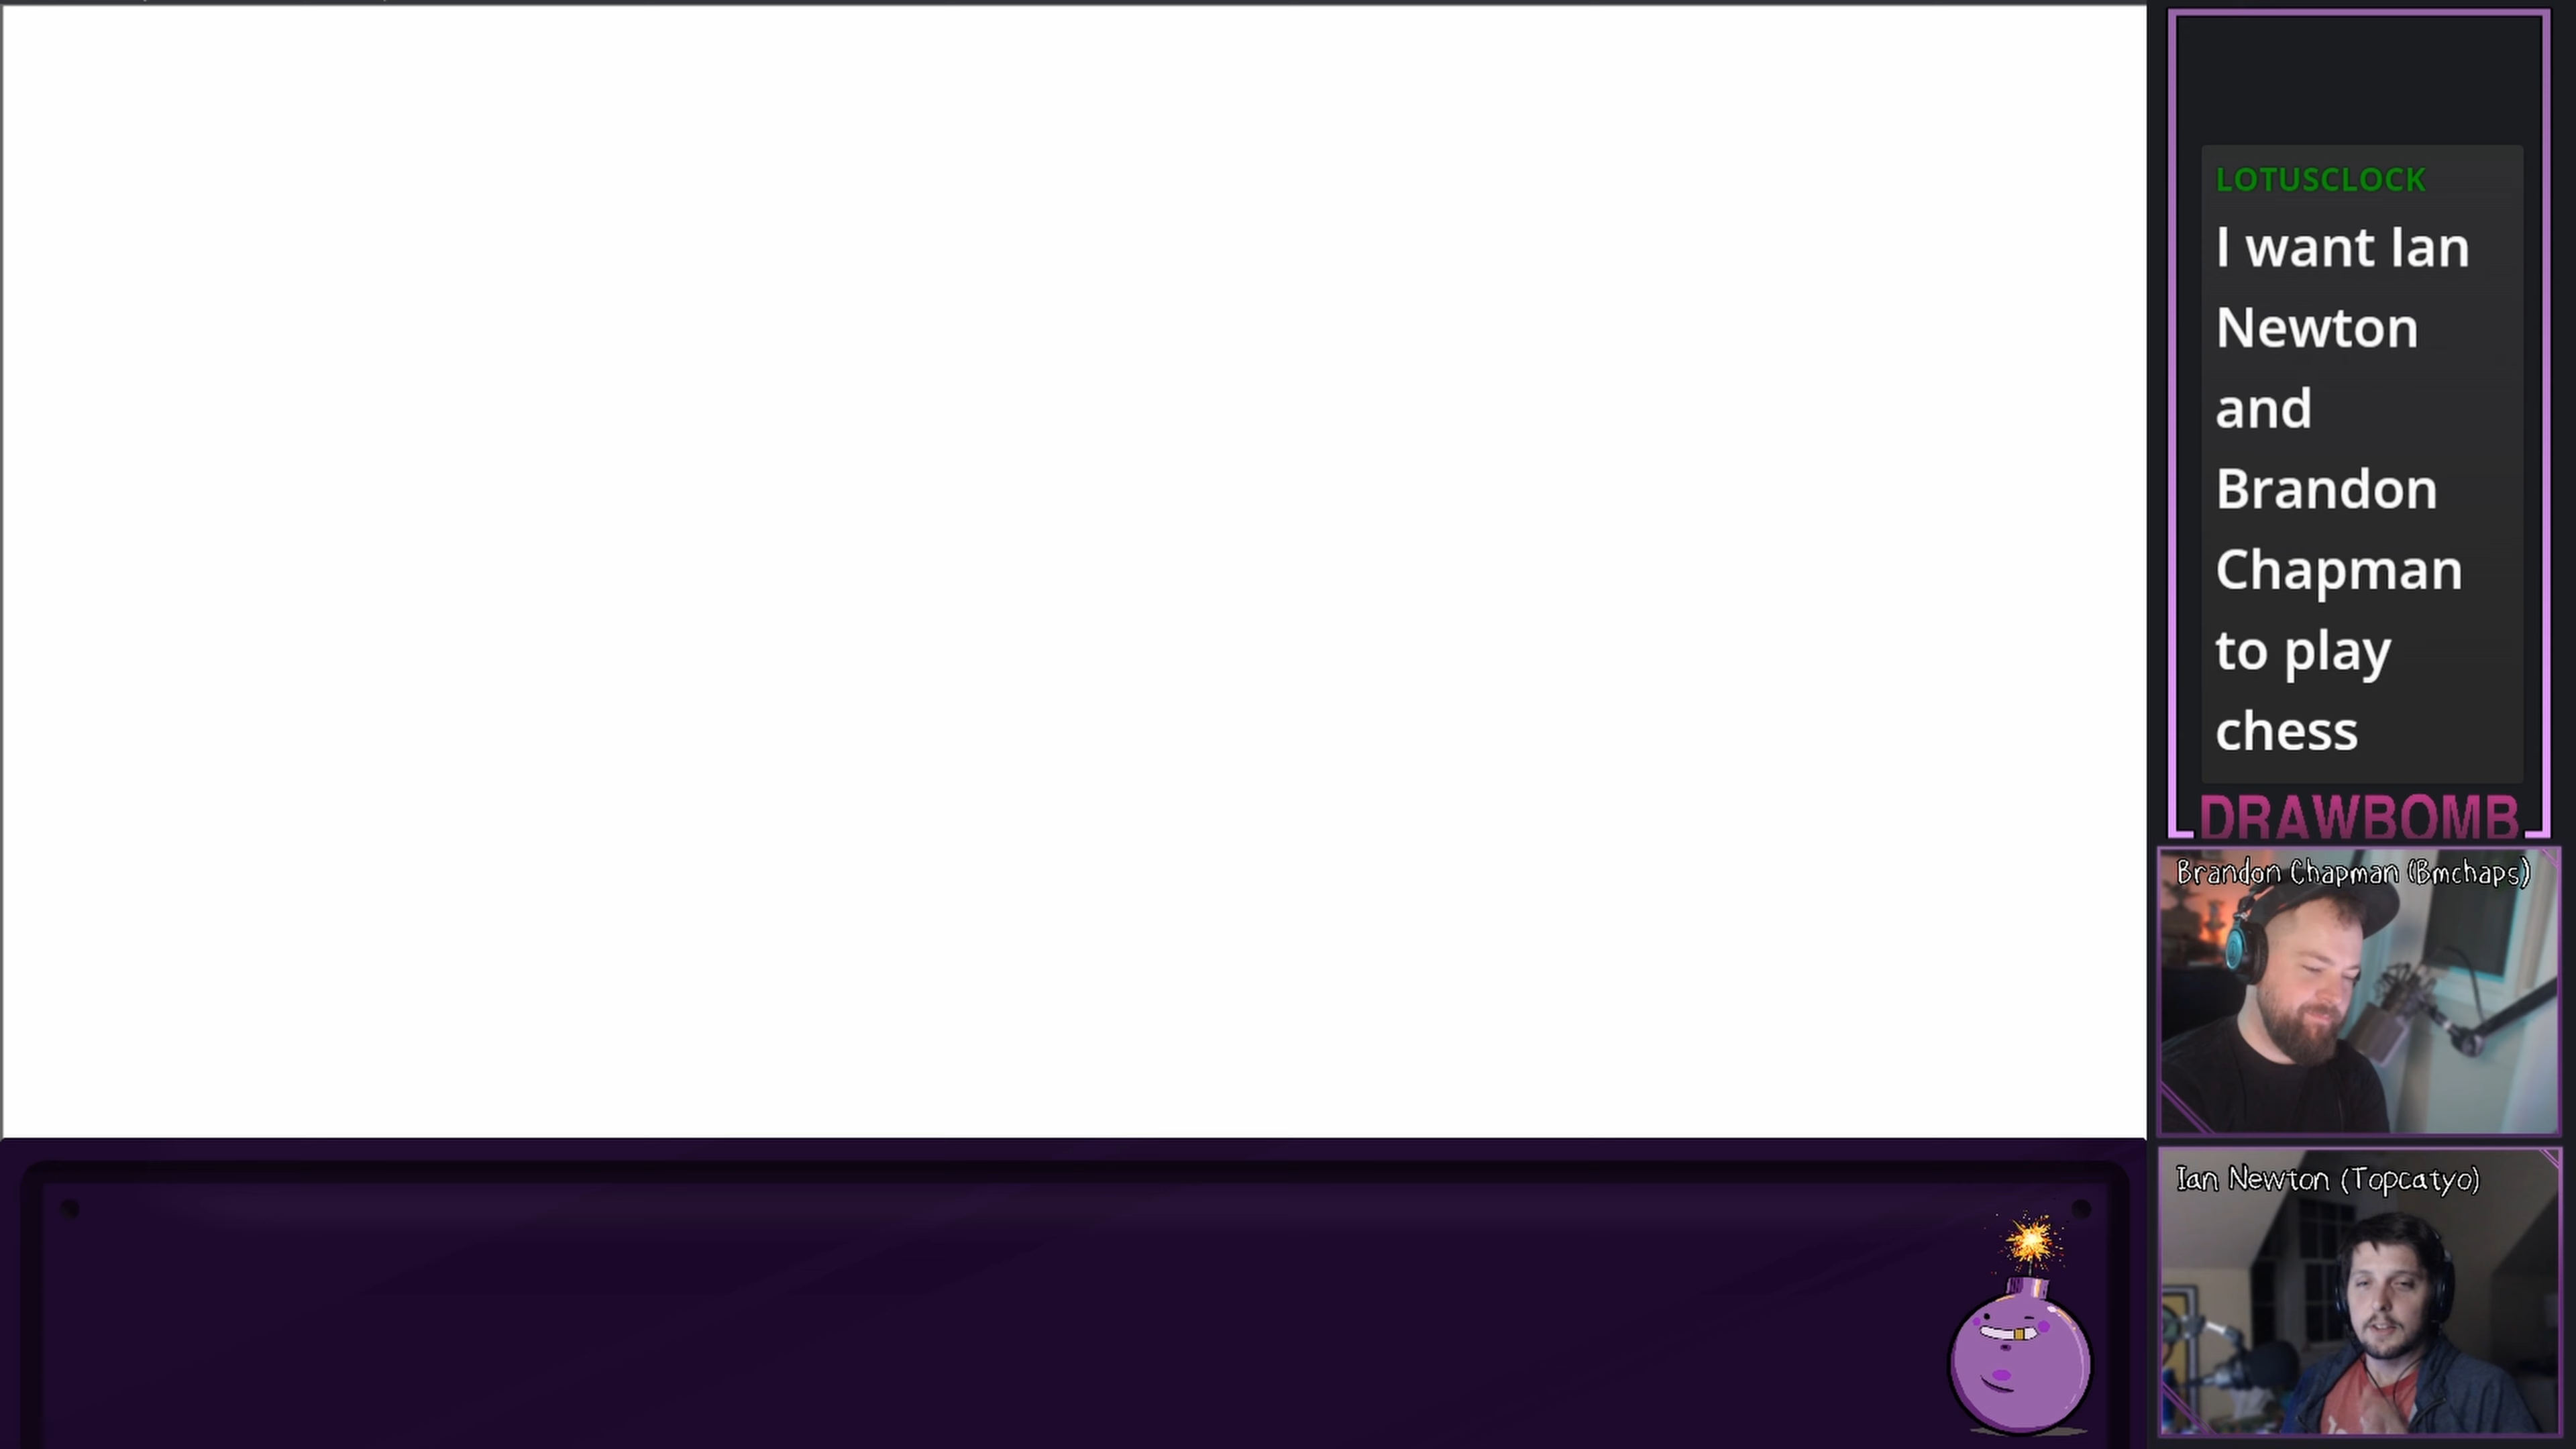 LOTUSCLOCK
I want Ian
Newton
and
Brandon
Chapman
to play
chess
DRAWBOMB
Brandon Chapman (Bmchaps)
Ian Newton (Topcatyo)